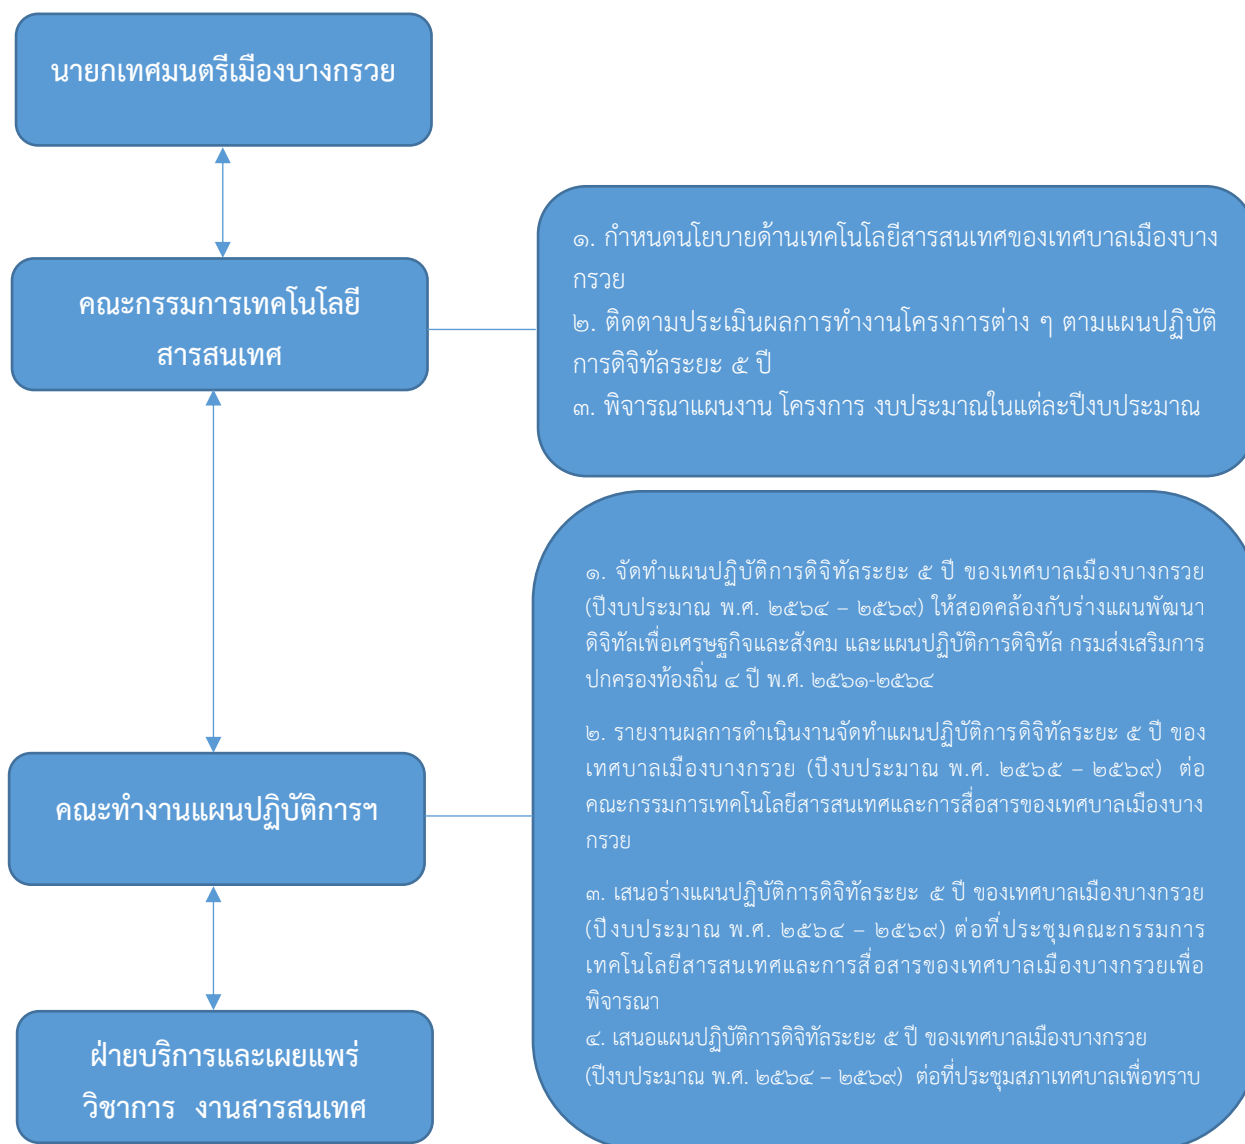 นายกเทศมนตรีเมืองบางกรวย
คณะกรรมการเทคโนโลยี
สารสนเทศ
๑. กำหนดนโยบายด้านเทคโนโลยีสารสนเทศของเทศบาลเมืองบาง
กรวย
๒. ติดตามประเมินผลการทำงานโครงการต่าง ๆ ตามแผนปฏิบัติ
การดิจิทัลระยะ ๕ ปี
๓. พิจารณาแผนงาน โครงการ งบประมาณในแต่ละปีงบประมาณ
คณะทำงานแผนปฏิบัติการฯ
๑. จัดทำแผนปฏิบัติการดิจิทัลระยะ ๕ ปี ของเทศบาลเมืองบางกรวย
(ปีงบประมาณ พ.ศ. ๒๕๖๔ – ๒๕๖๙) ให้สอดคล้องกับร่างแผนพัฒนา
ดิจิทัลเพื่อเศรษฐกิจและสังคม และแผนปฏิบัติการดิจิทัล กรมส่งเสริมการ
ปกครองท้องถิ่น ๔ ปี พ.ศ. ๒๕๖๑-๒๕๖๔
๒. รายงานผลการดำเนินงานจัดทำแผนปฏิบัติการดิจิทัลระยะ ๕ ปี ของ
เทศบาลเมืองบางกรวย (ปีงบประมาณ พ.ศ. ๒๕๖๕ – ๒๕๖๙) ต่อ
คณะกรรมการเทคโนโลยีสารสนเทศและการสื่อสารของเทศบาลเมืองบาง
กรวย
๓. เสนอร่างแผนปฏิบัติการดิจิทัลระยะ ๕ ปี ของเทศบาลเมืองบางกรวย
(ปีงบประมาณ พ.ศ. ๒๕๖๔ – ๒๕๖๙) ต่อที่ประชุมคณะกรรมการ
เทคโนโลยีสารสนเทศและการสื่อสารของเทศบาลเมืองบางกรวยเพื่อ
พิจารณา
๔. เสนอแผนปฏิบัติการดิจิทัลระยะ ๕ ปี ของเทศบาลเมืองบางกรวย
(ปีงบประมาณ พ.ศ. ๒๕๖๔ – ๒๕๖๙) ต่อที่ประชุมสภาเทศบาลเพื่อทราบ
ฝ่ายบริการและเผยแพร่
วิชาการ งานสารสนเทศ